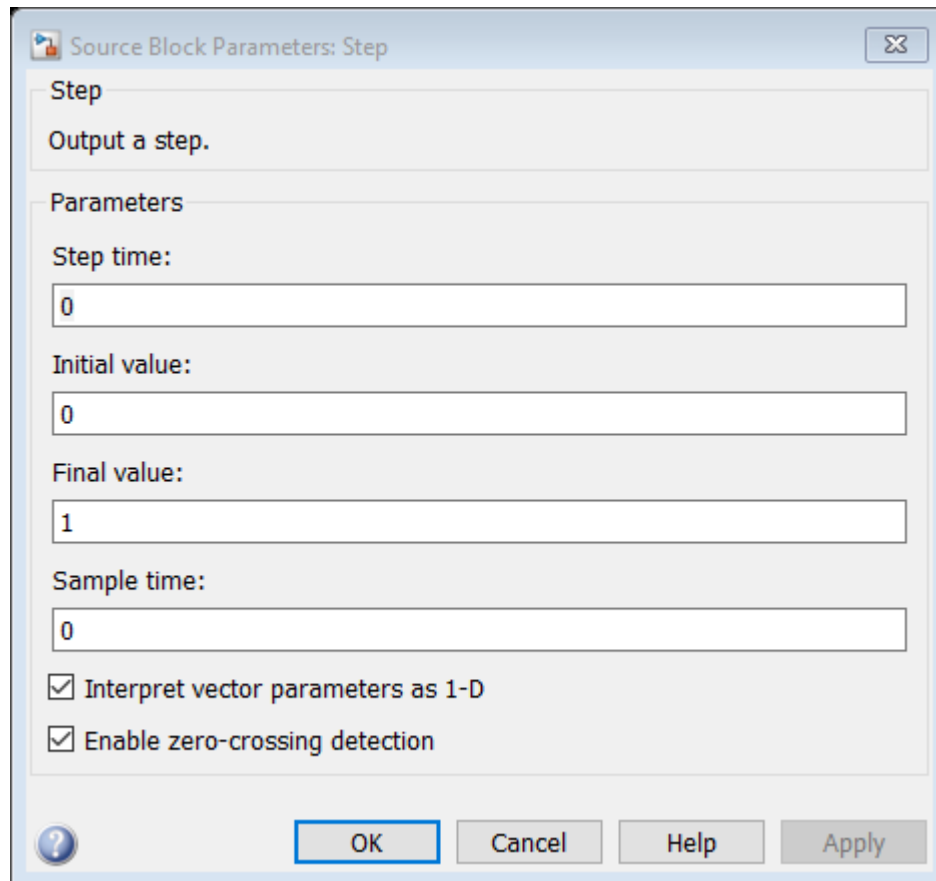 Source Block Parameters: Step
Step
Output a step.
Parameters
Step time:
0
Initial value:
0
Final value:
1
Sample time:
0
Interpret vector parameters as 1-D
Enable zero-crossing detection
? OK Cancel Help Apply